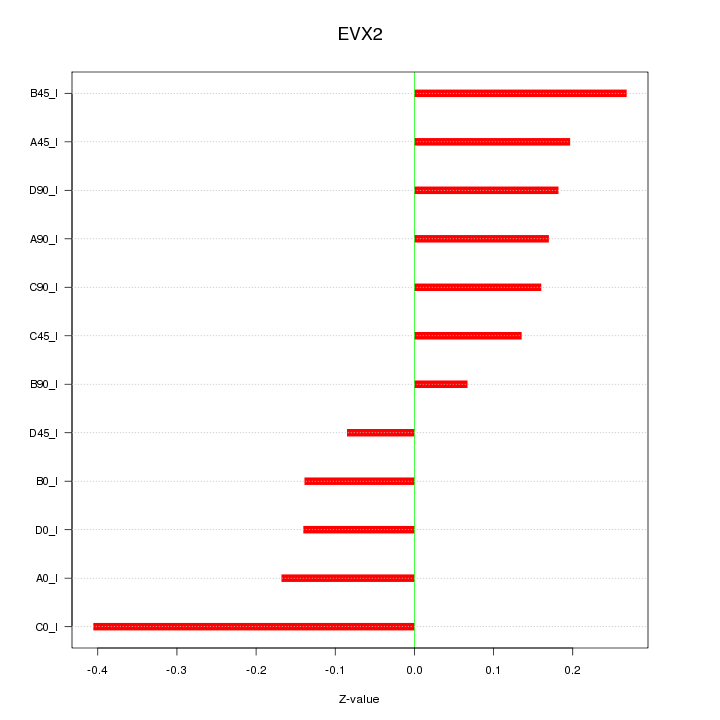 EVX2
B45_I
A45_I
D90_I
A90_I
C90_I
C45_I
B90_I
D45_I
B0_I
D0_I
A0_I
C0_I
-0.4 -0.3 -0.2 -0.1 0.0 0.1 0.2
Z-value